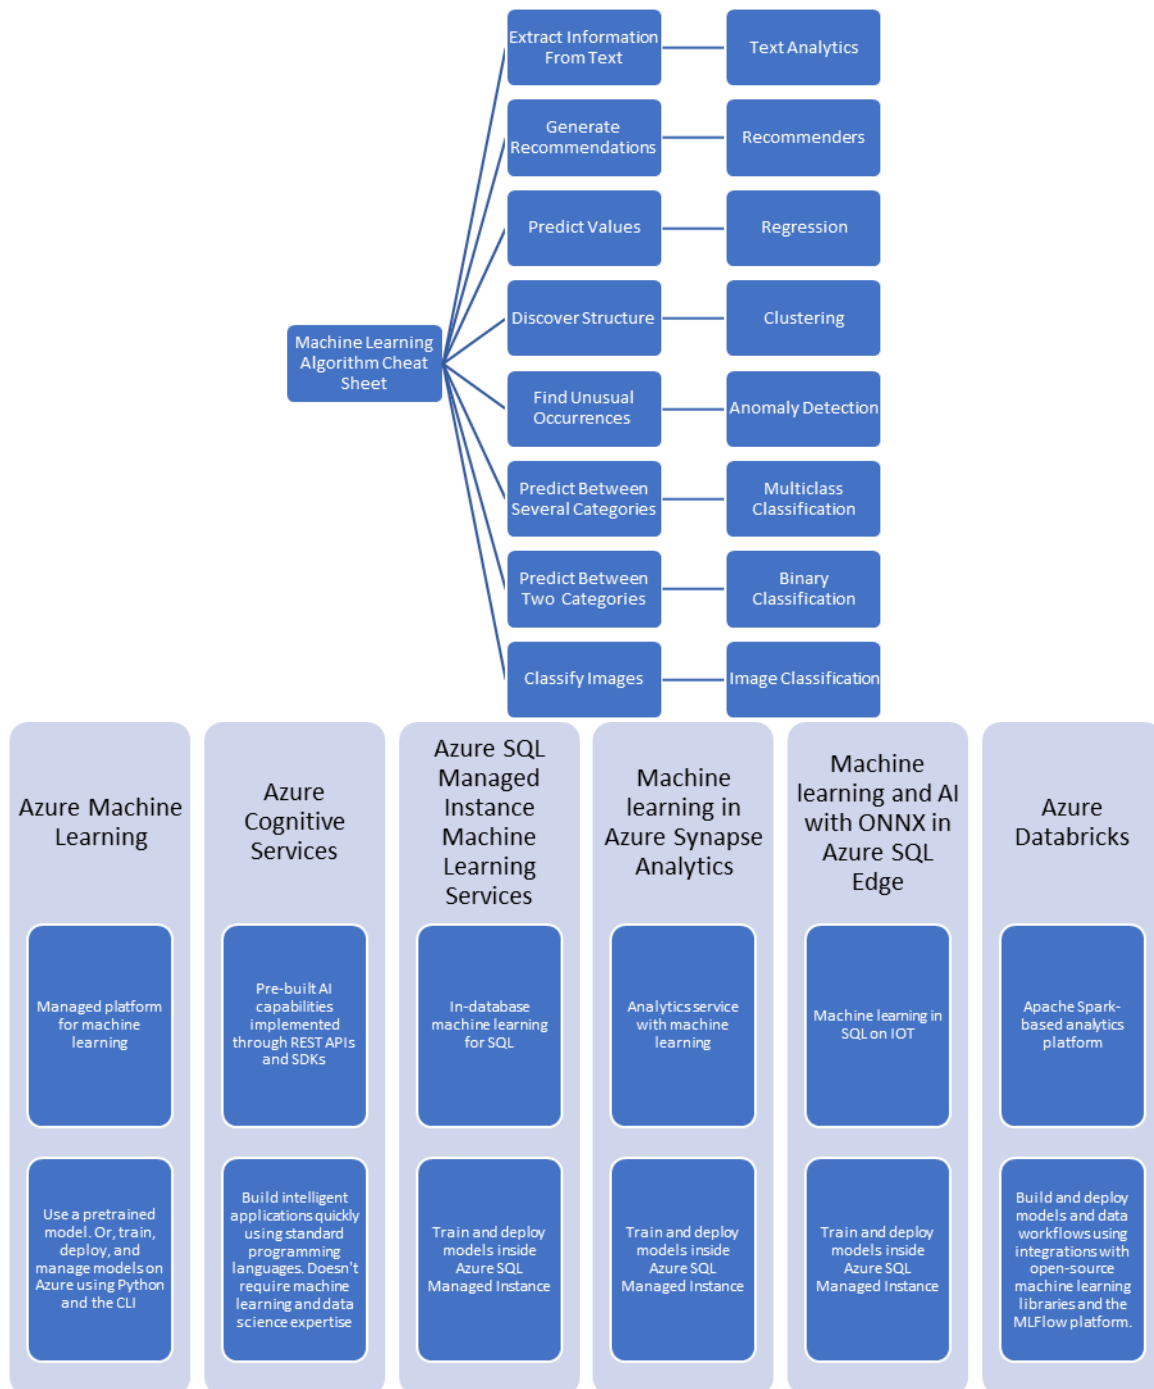 Extract Information
From Text
Text Analytics
Generate
Recommendations
Recommenders
Predict Values
Regression
Discover Structure
Clustering
Machine Learning
Algorithm Cheat
Sheet
Find Unusual
Occurrences
Anomaly Detection
Predict Between
Several Categories
Multiclass
Classification
Predict Between
Two Categories
Binary
Classification
Classify Images
Image Classification
Azure Machine
Learning
Managed platform
for machine
learning
Use a pretrained
model. Or, train,
deploy, and
manage models on
Azure using Python
and the CLI
Azure
Cognitive
Services
Pre-built AI
capabilities
implemented
through REST APIs
and SDKs
Build intelligent
applications quickly
using standard
programming
languages. Doesn't
require machine
learning and data
science expertise
Azure SQL
Managed
Instance
Machine
Learning
Services
In-database
machine learning
for SQL
Train and deploy
models inside
Azure SQL
Managed Instance
Machine
learning in
Azure Synapse
Analytics
Analytics service
with machine
learning
Train and deploy
models inside
Azure SQL
Managed Instance
Machine
learning and AI
with ONNX in
Azure SQL
Edge
Machine learning in
SQL on IOT
Train and deploy
models inside
Azure SQL
Managed Instance
Azure
Databricks
Apache Spark-
based analytics
platform
Build and deploy
models and data
workflows using
integrations with
open-source
machine learning
libraries and the
MLFlow platform.